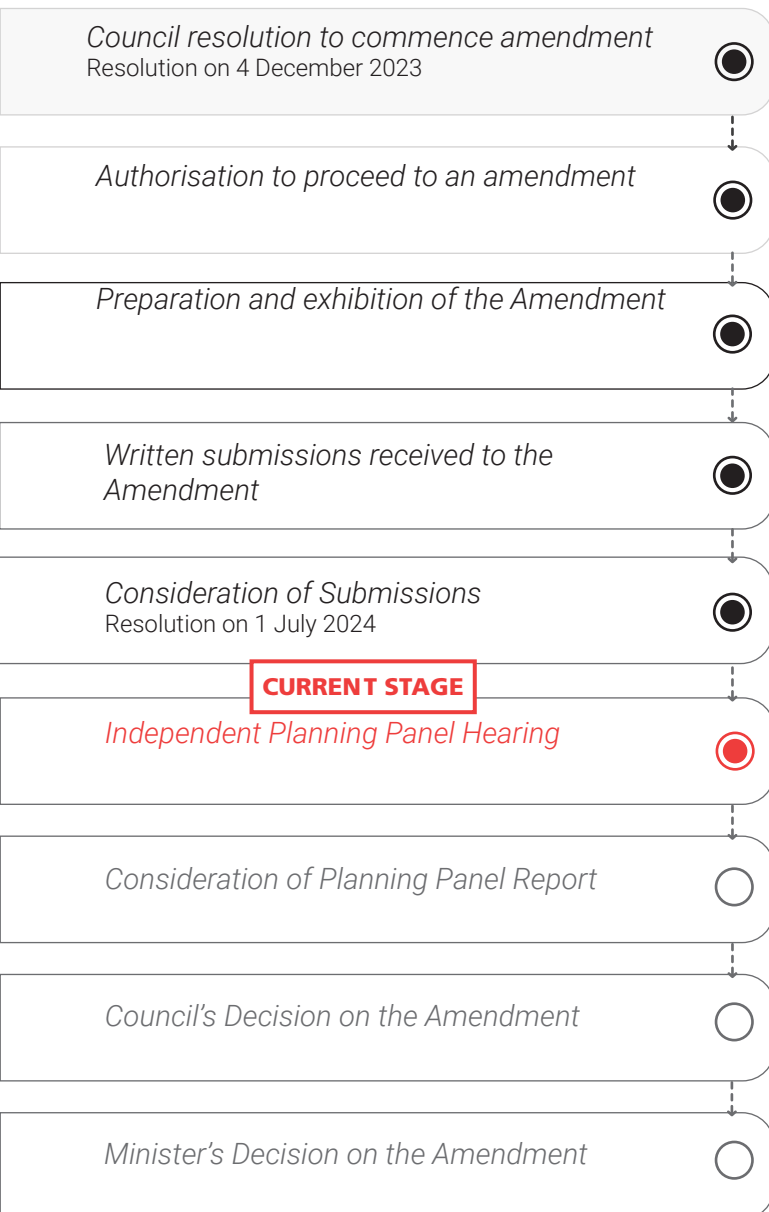 Council resolution to commence amendment
Resolution on 4 December 2023
Authorisation to proceed to an amendment
Preparation and exhibition of the Amendment
Written submissions received to the
Amendment
Consideration of Submissions
Resolution on 1 July 2024
CURRENT STAGE
Independent Planning Panel Hearing
Consideration of Planning Panel Report
Council’s Decision on the Amendment
Minister’s Decision on the Amendment